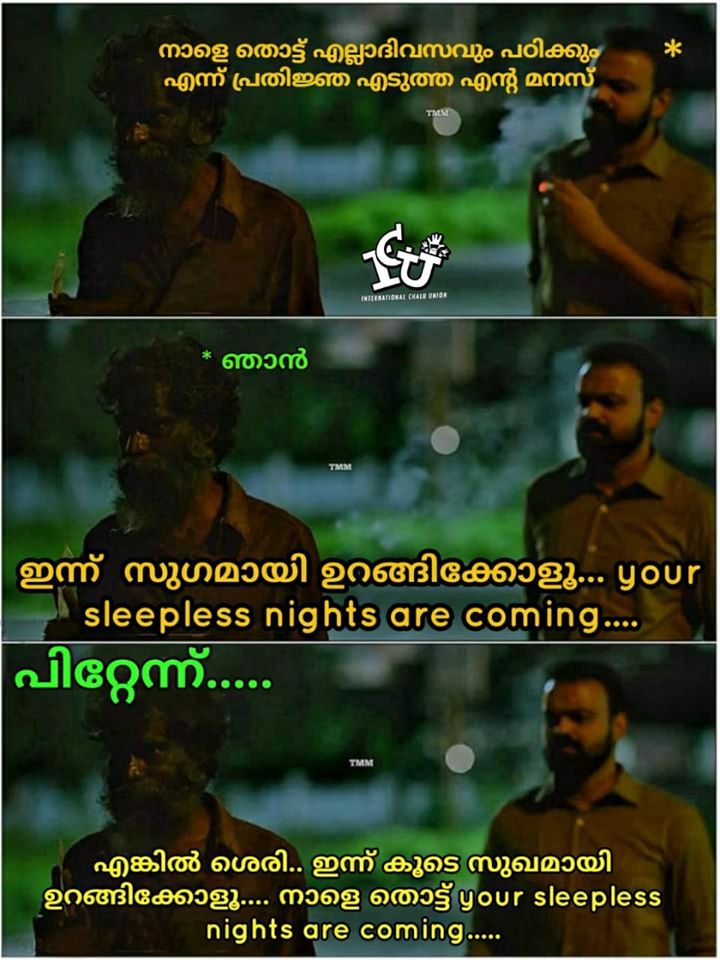 നാളെ തൊട്ട് എല്ലാദിവസവും പഠിക്കും *
എന്ന് പ്രതിജ്ഞ എടുത്ത എന്റ മനസ്
TMM
ICU
INTERNATIONAL CHALU UNION
* ഞാൻ
TMM
ഇന്ന് സുഗമായി ഉറങ്ങിക്കോളൂ... your
sleepless nights are coming....
പിറ്റേന്ന്.....
TMM
എങ്കിൽ ശെരി.. ഇന്ന് കൂടെ സുഖമായി
ഉറങ്ങിക്കോളൂ.... നാളെ തൊട്ട് your sleepless
nights are coming.....